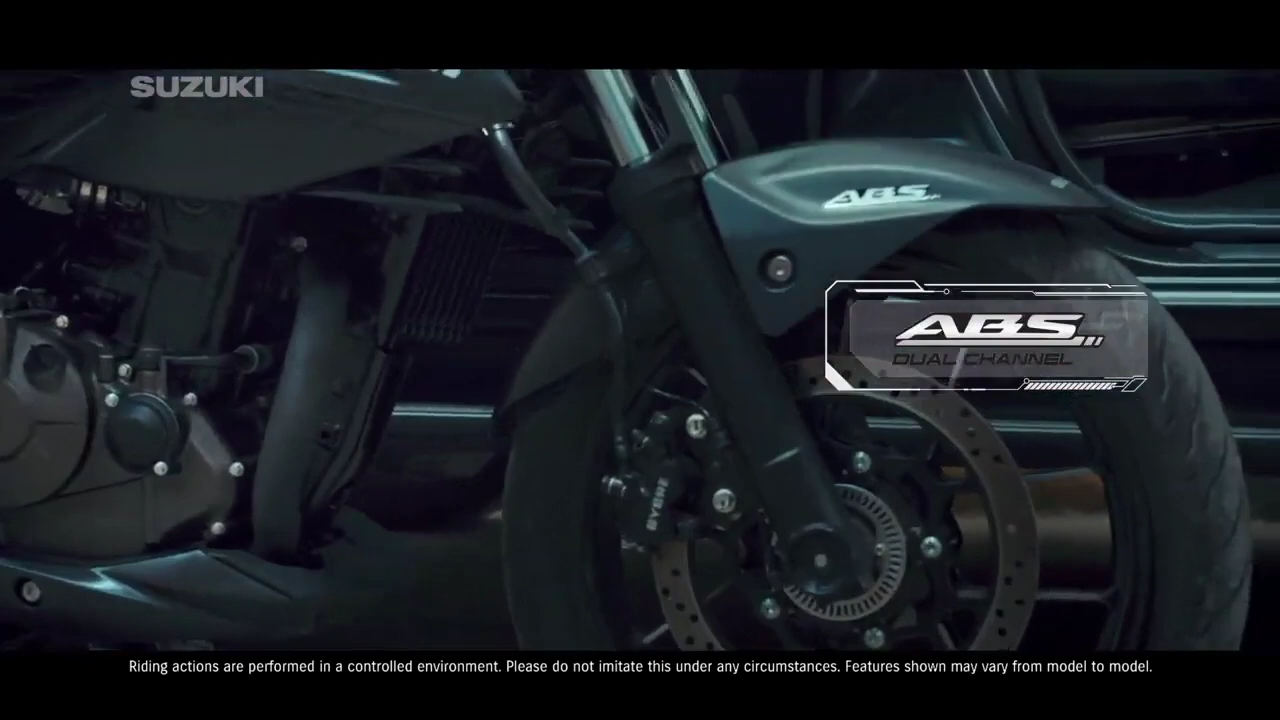 SUZUKI
ABS
ABS
DUAL CHANNEL
BYBRE
Riding actions are performed in a controlled environment. Please do not imitate this under any circumstances. Features shown may vary from model to model.